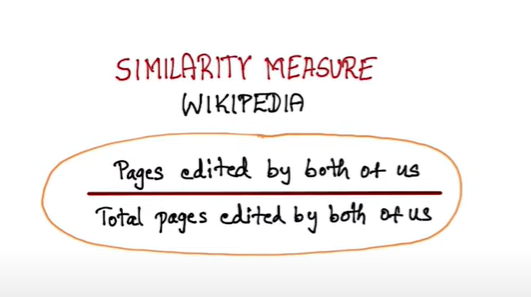 SIMILARITY MEASURE
WIKIPEDIA
Pages edited by both of us
Total pages edited by both of us